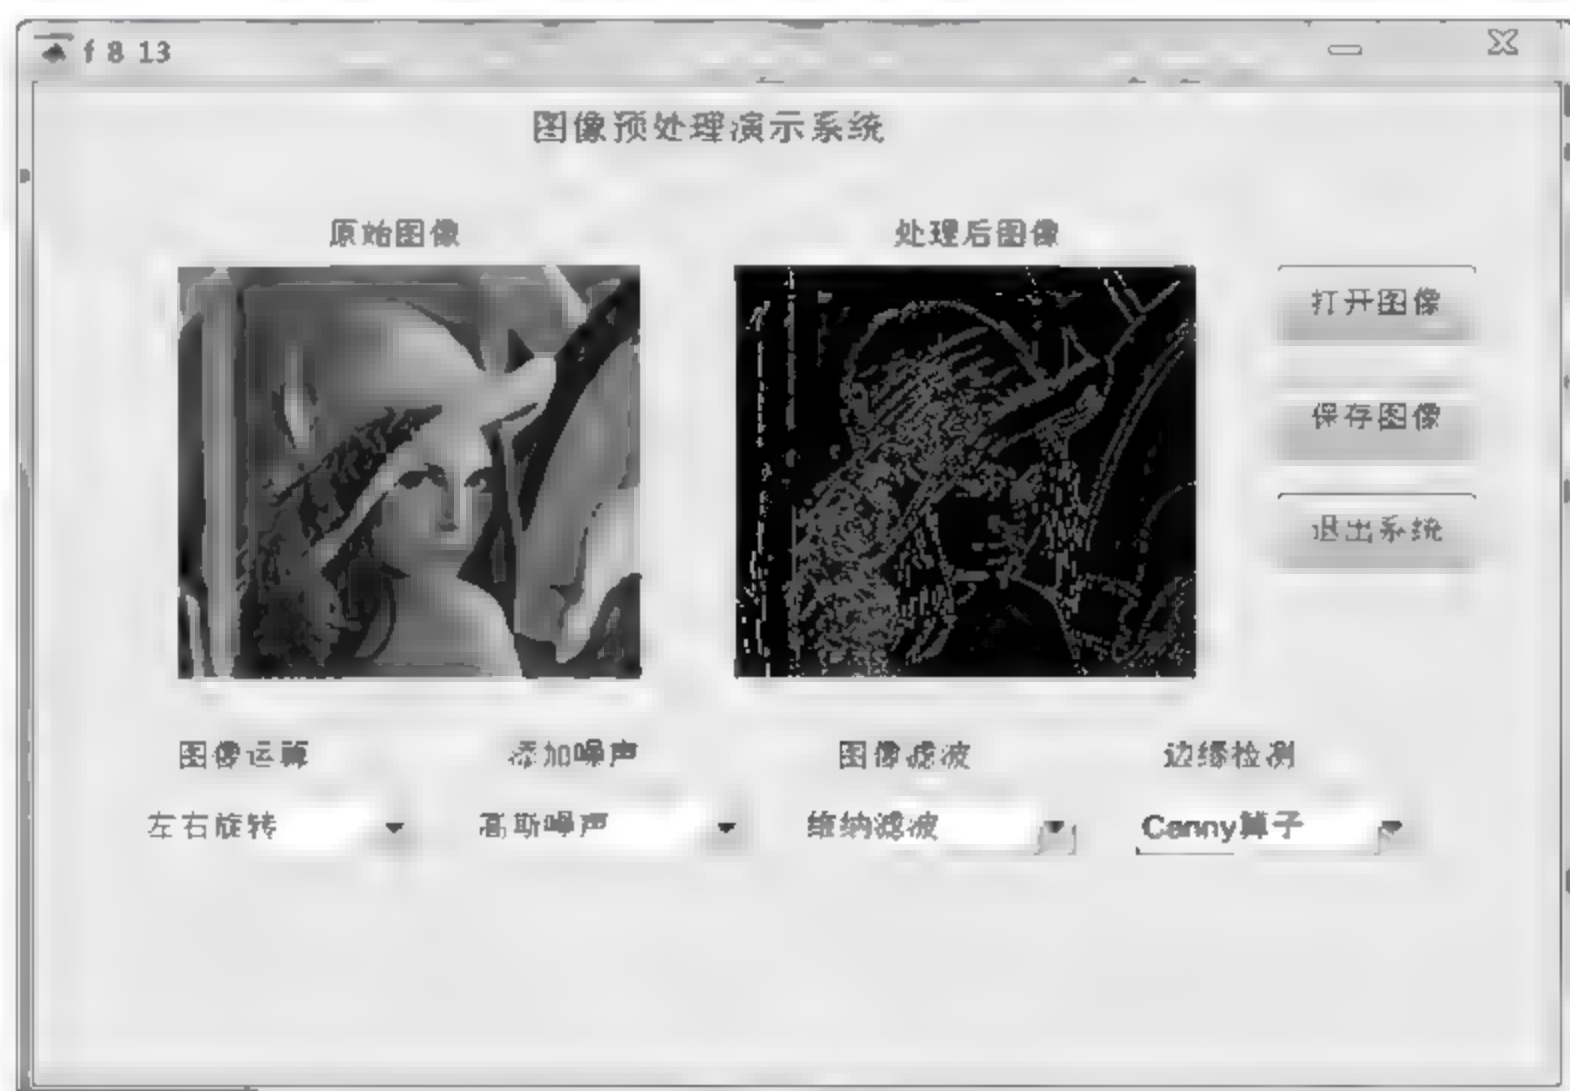 f 8 13
图像预处理演示系统
原始图像 处理后图像
打开图像
保存图像
退出系统
图像运算 添加噪声 图像滤波 边缘检测
左右旋转 高斯噪声 维纳滤波 Canny算子